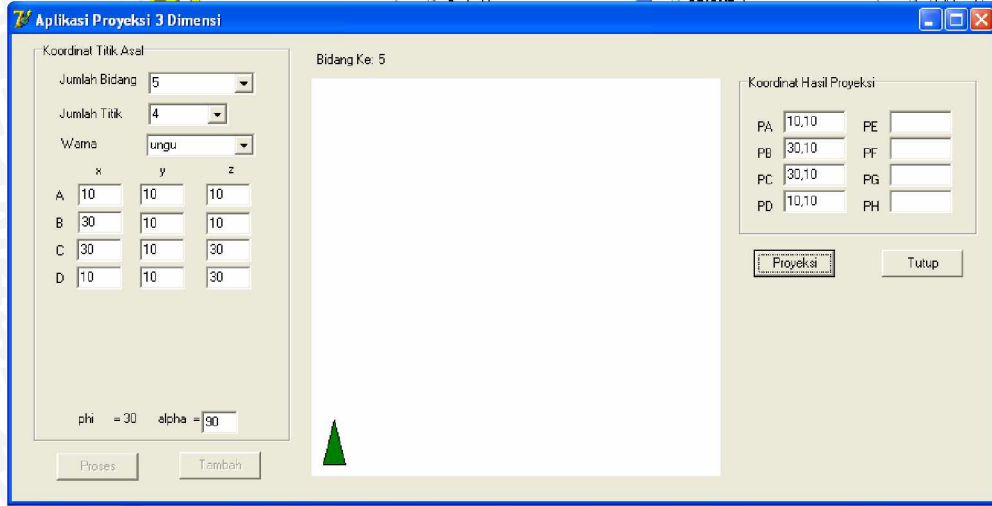 Aplikasi Proyeksi 3 Dimensi
Koordinat Titik Asal
Jumlah Bidang 5
Jumlah Titik 4
Warna ungu
x y z
A 10 10 10
B 30 10 10
C 30 10 30
D 10 10 30
phi = 30 alpha = 90
Proses Tambah
Bidang Ke: 5
Koordinat Hasil Proyeksi
PA 10,10 PE
PB 30,10 PF
PC 30,10 PG
PD 10,10 PH
Proyeksi Tutup